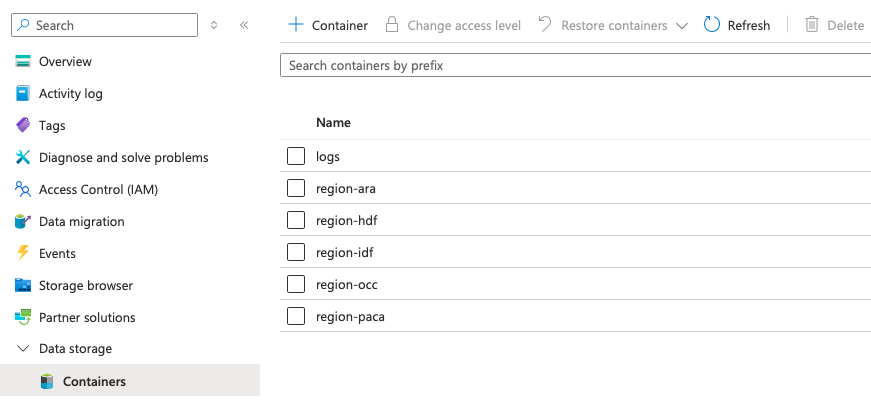 Search
Overview
Activity log
Tags
Diagnose and solve problems
Access Control (IAM)
Data migration
Events
Storage browser
Partner solutions
Data storage
Containers
Container Change access level Restore containers Refresh Delete
Search containers by prefix
Name
logs
region-ara
region-hdf
region-idf
region-occ
region-paca